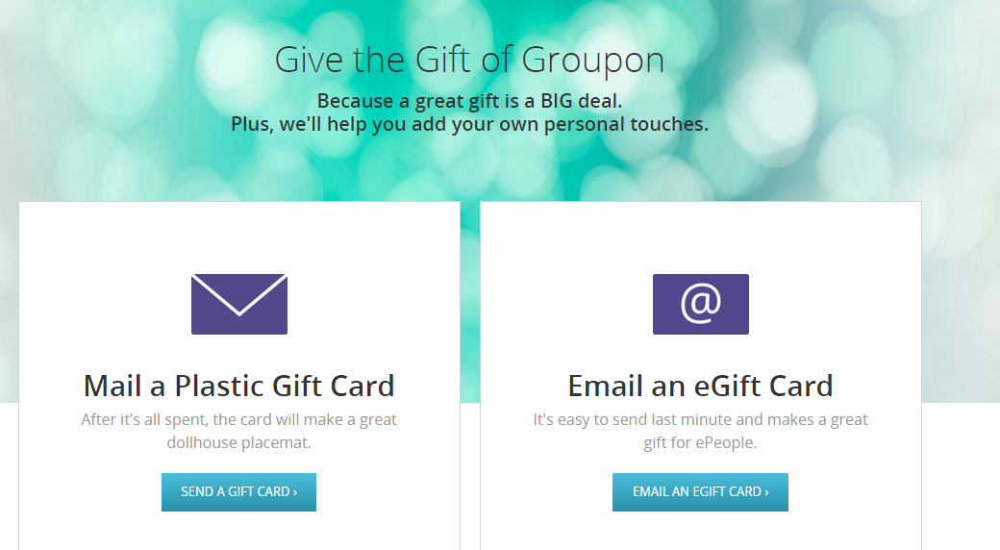 Give the Gift of Groupon
Because a great gift is a BIG deal.
Plus, we'll help you add your own personal touches.
@
Mail a Plastic Gift Card
After it's all spent, the card will make a great
dollhouse placemat.
SEND A GIFT CARD ›
Email an eGift Card
It's easy to send last minute and makes a great
gift for ePeople.
EMAIL AN EGIFT CARD ›